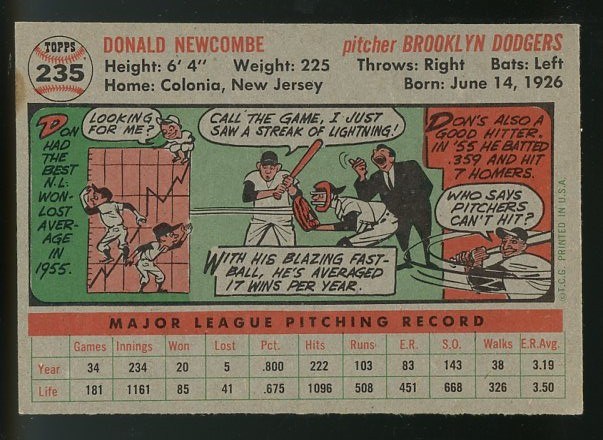 TOPPS
235
DONALD NEWCOMBE
pitcher BROOKLYN DODGERS
Height: 6' 4" Weight: 225
Throws: Right Bats: Left
Home: Colonia, New Jersey
Born: June 14, 1926
DON
HAD
THE
BEST
N.L.
WON-
LOST
AVER-
AGE
IN
1955.
LOOKING
FOR ME?
CALL THE GAME, I JUST
SAW A STREAK OF LIGHTNING!
WITH HIS BLAZING FAST-
BALL, HE'S AVERAGED
17 WINS PER YEAR.
DON'S ALSO A
GOOD HITTER.
IN '55 HE BATTED
.359 AND HIT
7 HOMERS.
WHO SAYS
PITCHERS
CAN'T HIT?
©T.C.G. PRINTED IN U.S.A.
MAJOR LEAGUE PITCHING RECORD
Games Innings Won Lost Pct. Hits Runs E.R. S.O. Walks E.R.Avg.
Year 34 234 20 5 .800 222 103 83 143 38 3.19
Life 181 1161 85 41 .675 1096 508 451 668 326 3.50